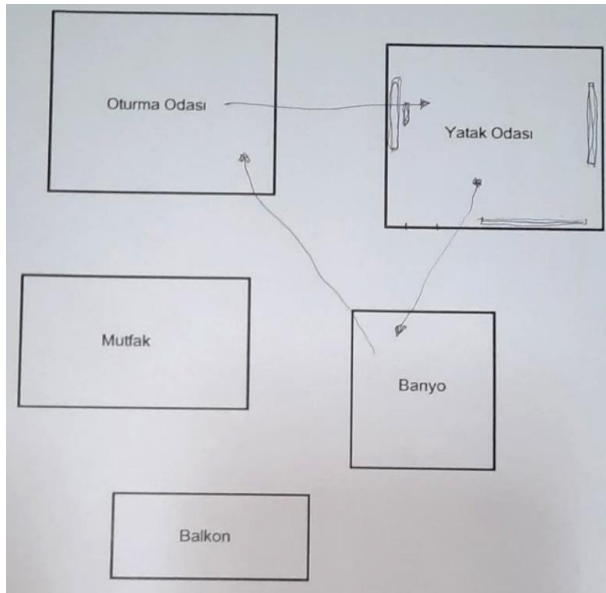 Oturma Odası
Yatak Odası
Mutfak
Banyo
Balkon